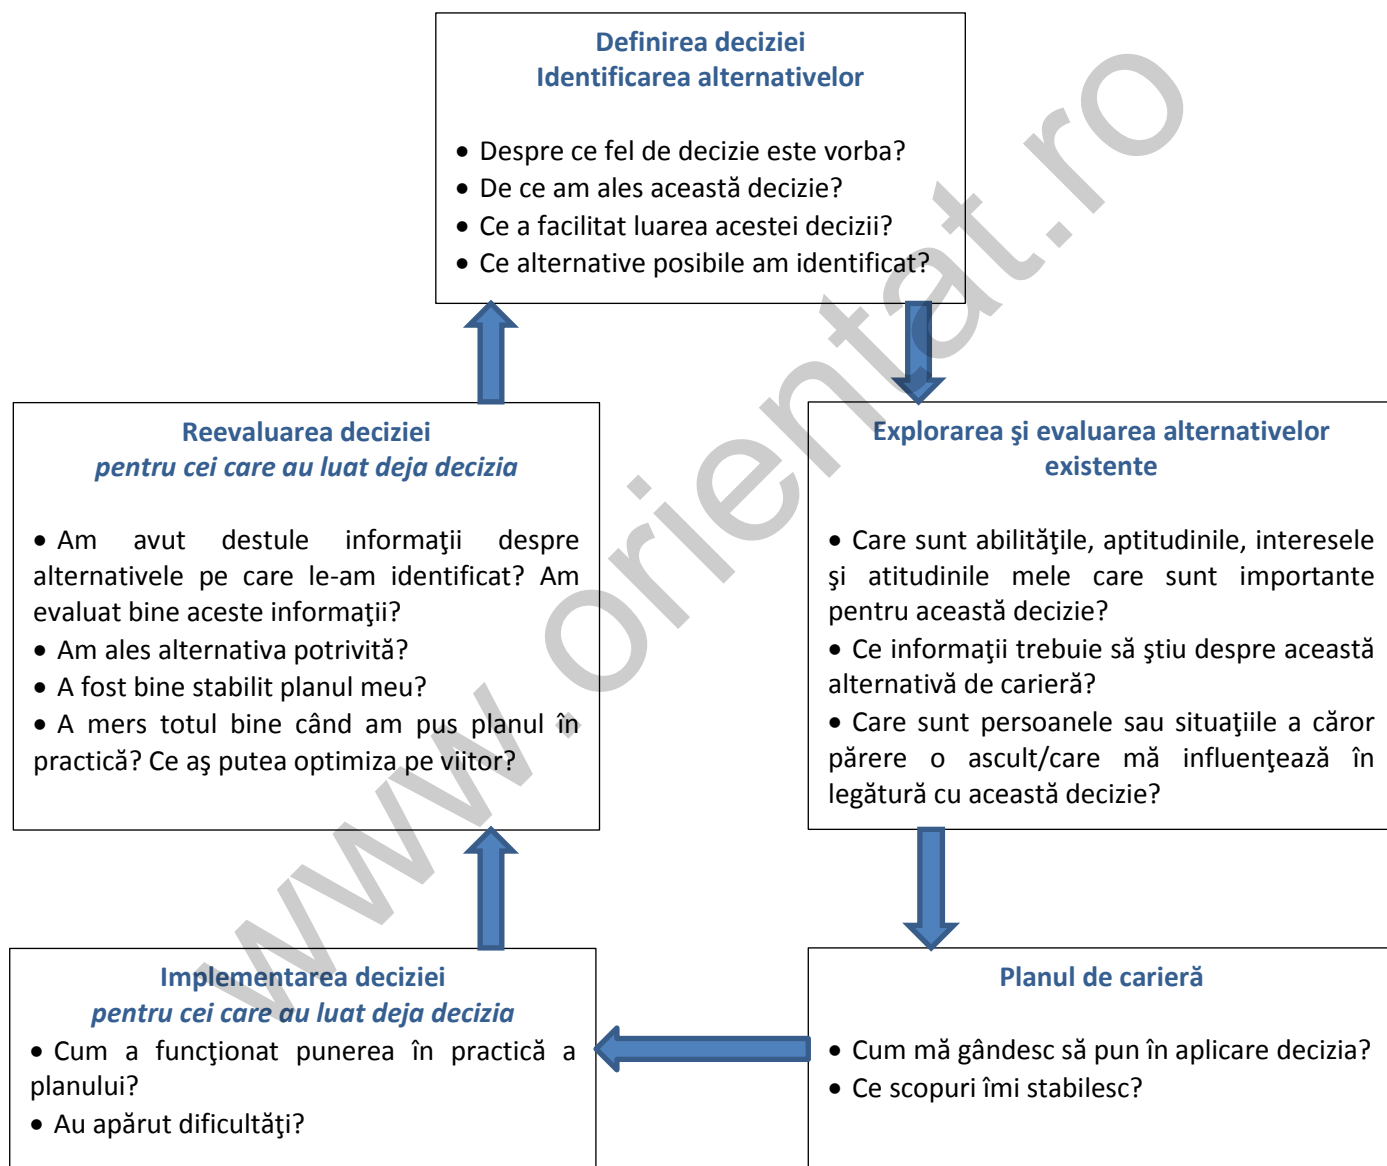 Definirea deciziei
Identificarea alternativelor
• Despre ce fel de decizie este vorba?
• De ce am ales această decizie?
• Ce a facilitat luarea acestei decizii?
• Ce alternative posibile am identificat?
Explorarea şi evaluarea alternativelor
existente
• Care sunt abilităţile, aptitudinile, interesele
şi atitudinile mele care sunt importante
pentru această decizie?
• Ce informaţii trebuie să ştiu despre această
alternativă de carieră?
• Care sunt persoanele sau situaţiile a căror
părere o ascult/care mă influenţează în
legătură cu această decizie?
Planul de carieră
• Cum mă gândesc să pun în aplicare decizia?
• Ce scopuri îmi stabilesc?
Implementarea deciziei
pentru cei care au luat deja decizia
• Cum a funcţionat punerea în practică a
planului?
• Au apărut dificultăţi?
Reevaluarea deciziei
pentru cei care au luat deja decizia
• Am avut destule informaţii despre
alternativele pe care le-am identificat? Am
evaluat bine aceste informaţii?
• Am ales alternativa potrivită?
• A fost bine stabilit planul meu?
• A mers totul bine când am pus planul în
practică? Ce aş putea optimiza pe viitor?
www.orientat.ro